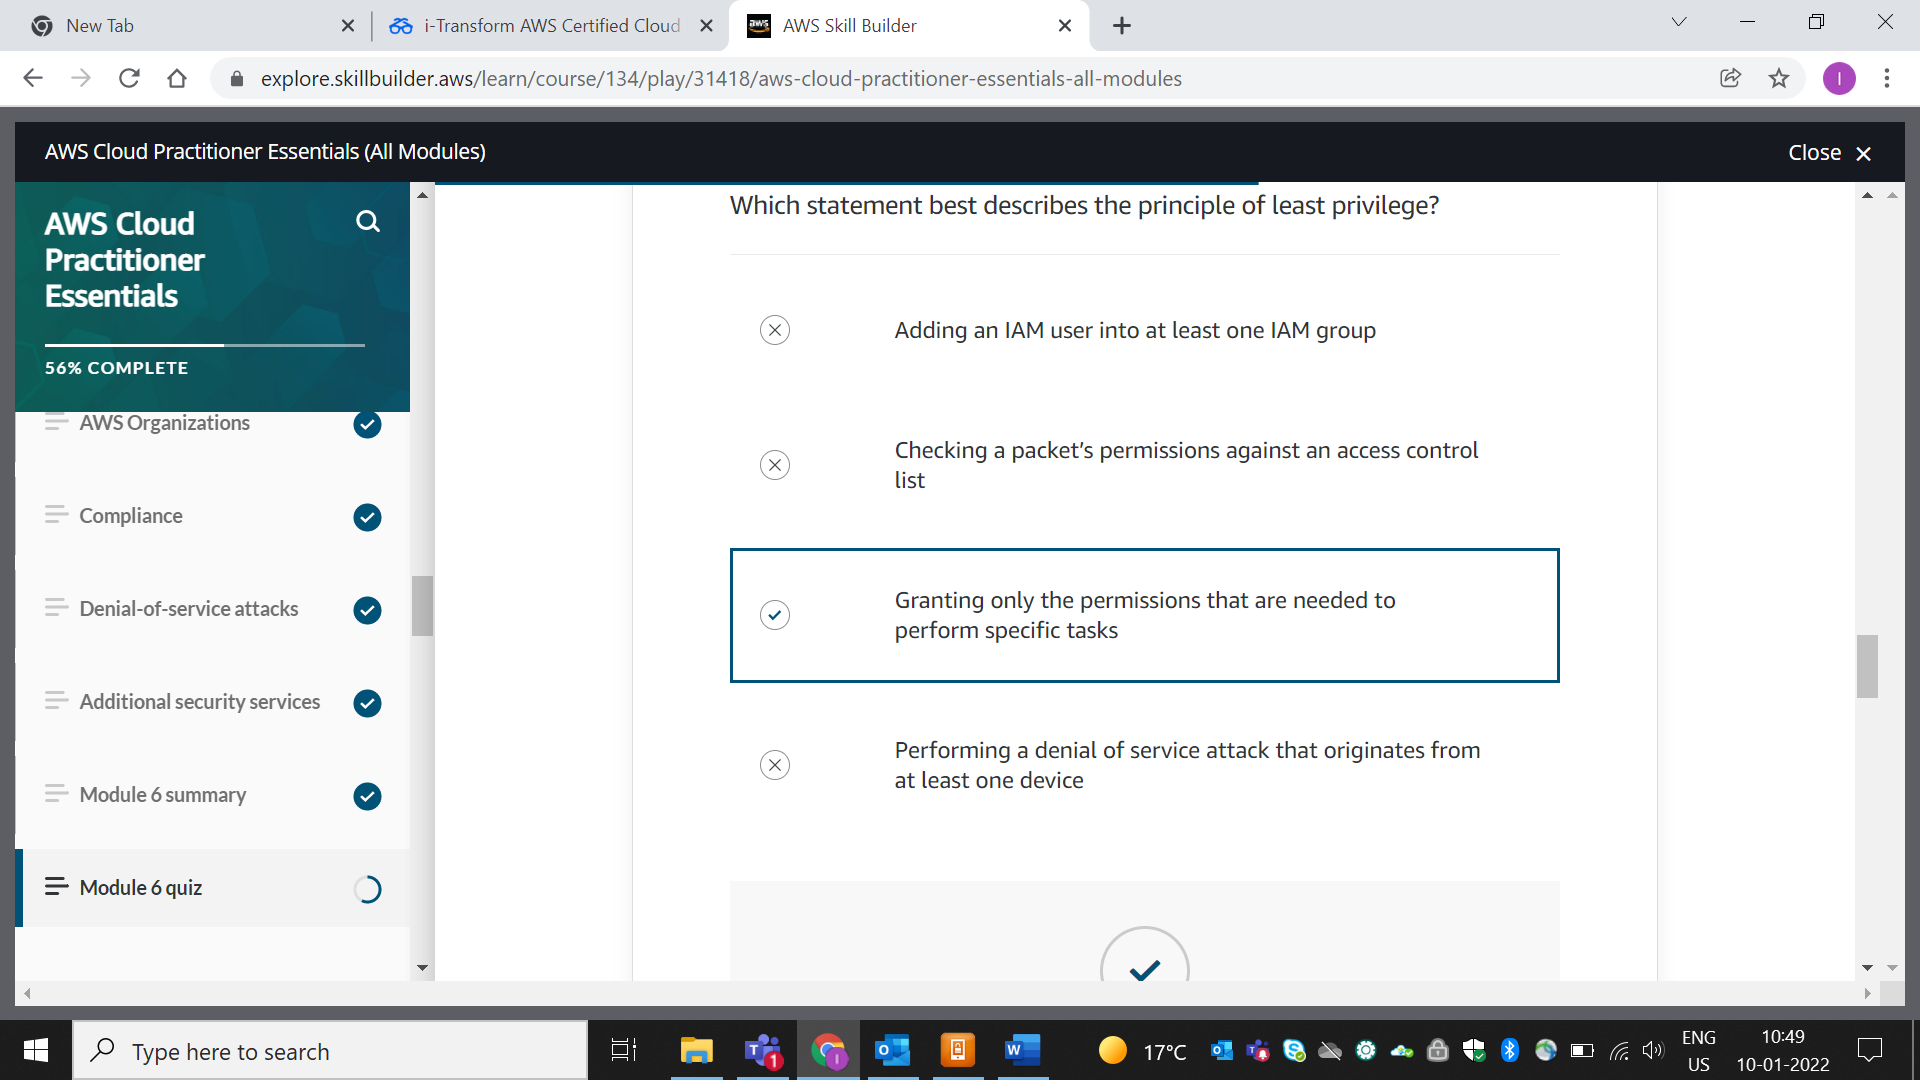 New Tab
i-Transform AWS Certified Cloud
aws
AWS Skill Builder
explore.skillbuilder.aws/learn/course/134/play/31418/aws-cloud-practitioner-essentials-all-modules
I
AWS Cloud Practitioner Essentials (All Modules)
Close
AWS Cloud
Practitioner
Essentials
56% COMPLETE
AWS Organizations
Compliance
Denial-of-service attacks
Additional security services
Module 6 summary
Module 6 quiz
Which statement best describes the principle of least privilege?
Adding an IAM user into at least one IAM group
Checking a packet’s permissions against an access control
list
Granting only the permissions that are needed to
perform specific tasks
Performing a denial of service attack that originates from
at least one device
Type here to search
17°C
ENG
US
10:49
10-01-2022